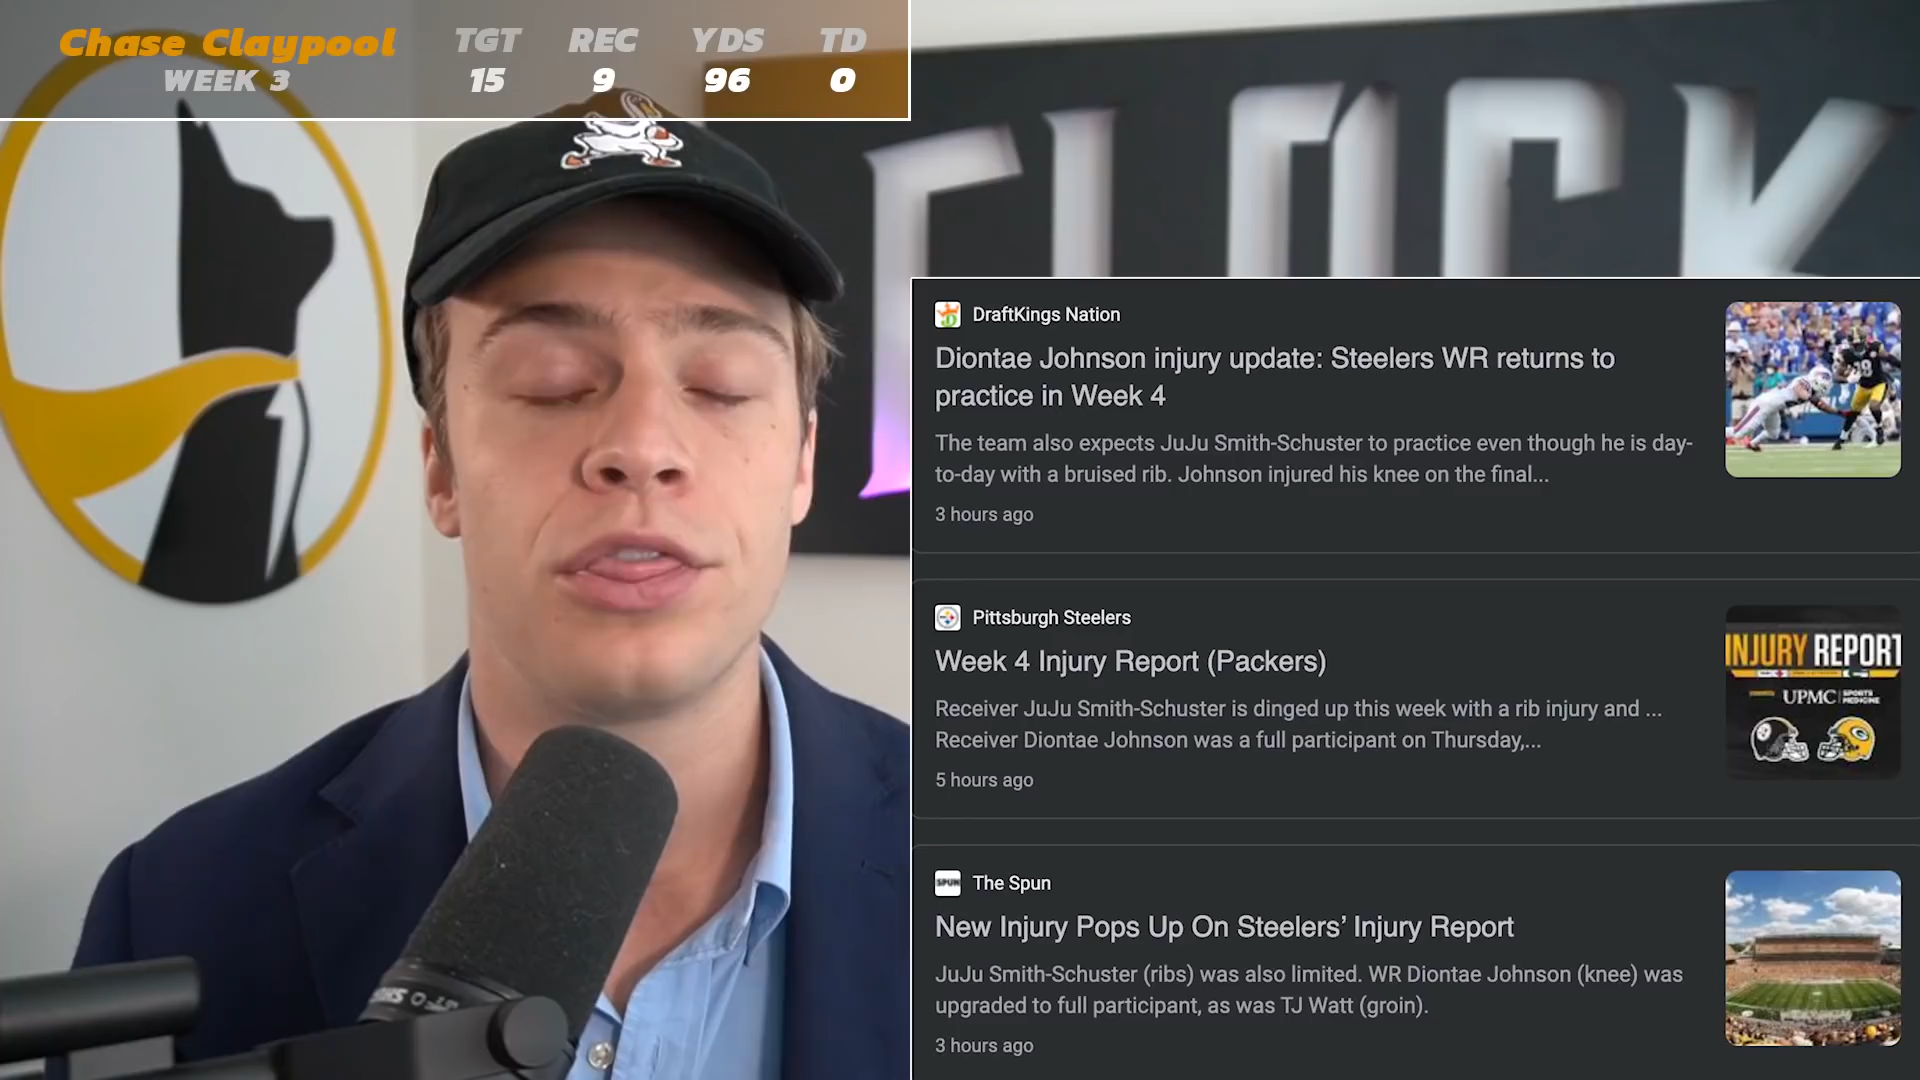 Chase Claypool TGT REC YDS TD
WEEK 3 15 9 96 0
FLOCK
DraftKings Nation
Diontae Johnson injury update: Steelers WR returns to
practice in Week 4
The team also expects JuJu Smith-Schuster to practice even though he is day-
to-day with a bruised rib. Johnson injured his knee on the final...
3 hours ago
Pittsburgh Steelers
Week 4 Injury Report (Packers)
Receiver JuJu Smith-Schuster is dinged up this week with a rib injury and ...
Receiver Diontae Johnson was a full participant on Thursday,...
5 hours ago
INJURY REPORT
UPMC SPORTS
MEDICINE
SPUN The Spun
New Injury Pops Up On Steelers’ Injury Report
JuJu Smith-Schuster (ribs) was also limited. WR Diontae Johnson (knee) was
upgraded to full participant, as was TJ Watt (groin).
3 hours ago